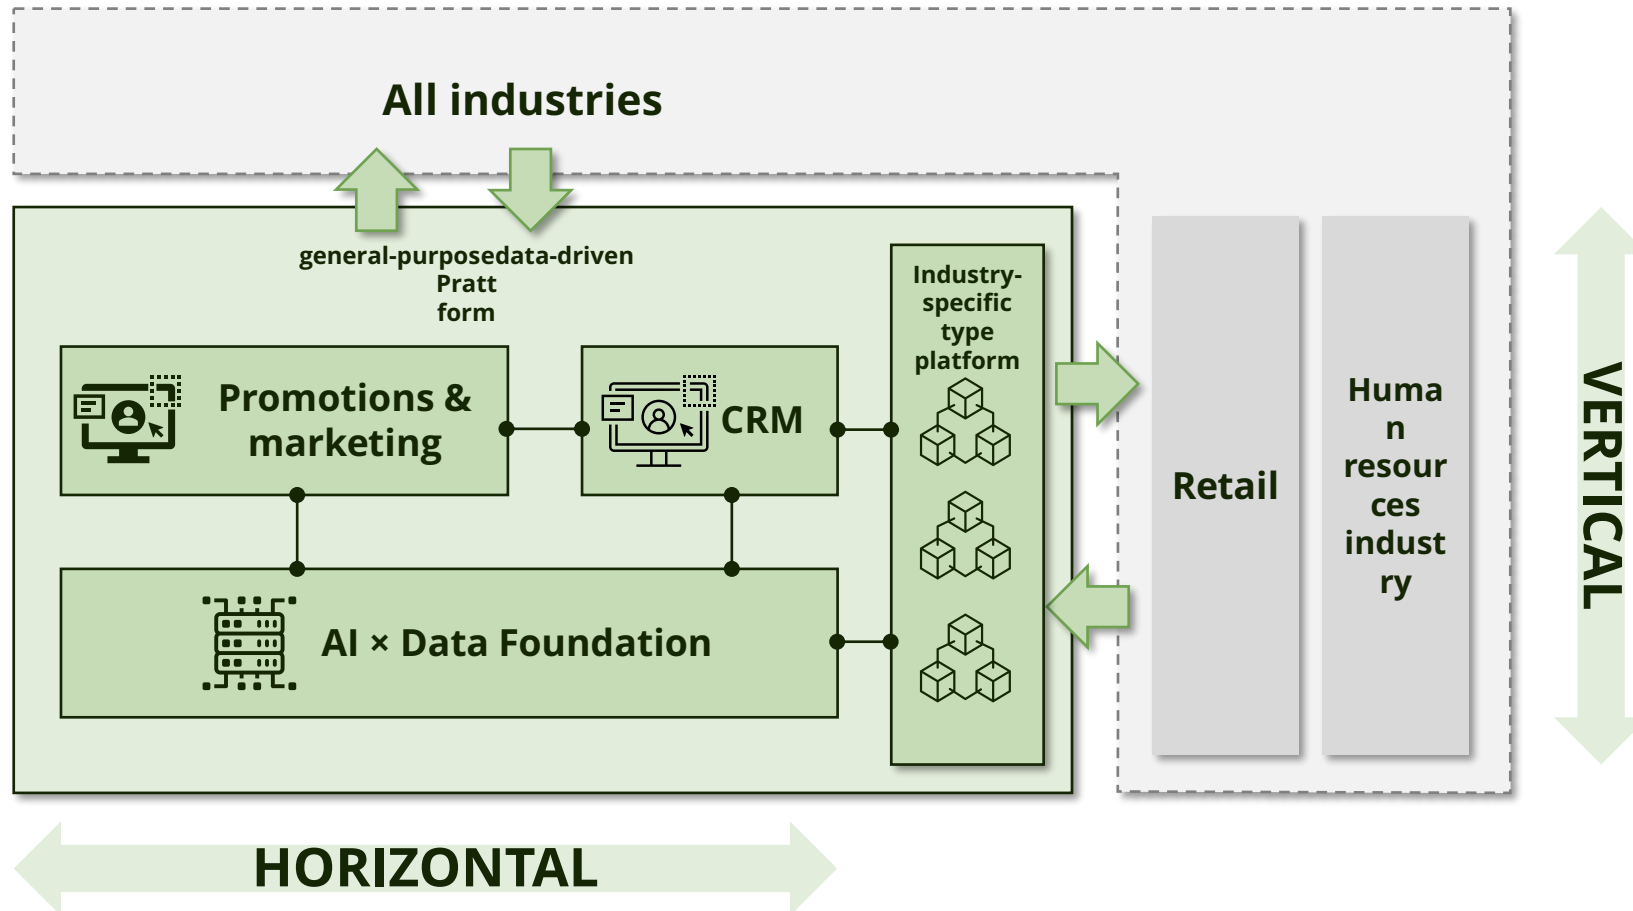 All industries
general-purposedata-driven
Pratt
form
Industry-
specific
type
platform
Promotions &
marketing
CRM
AI × Data Foundation
Retail
Huma
n
resour
ces
indust
ry
VERTICAL
HORIZONTAL